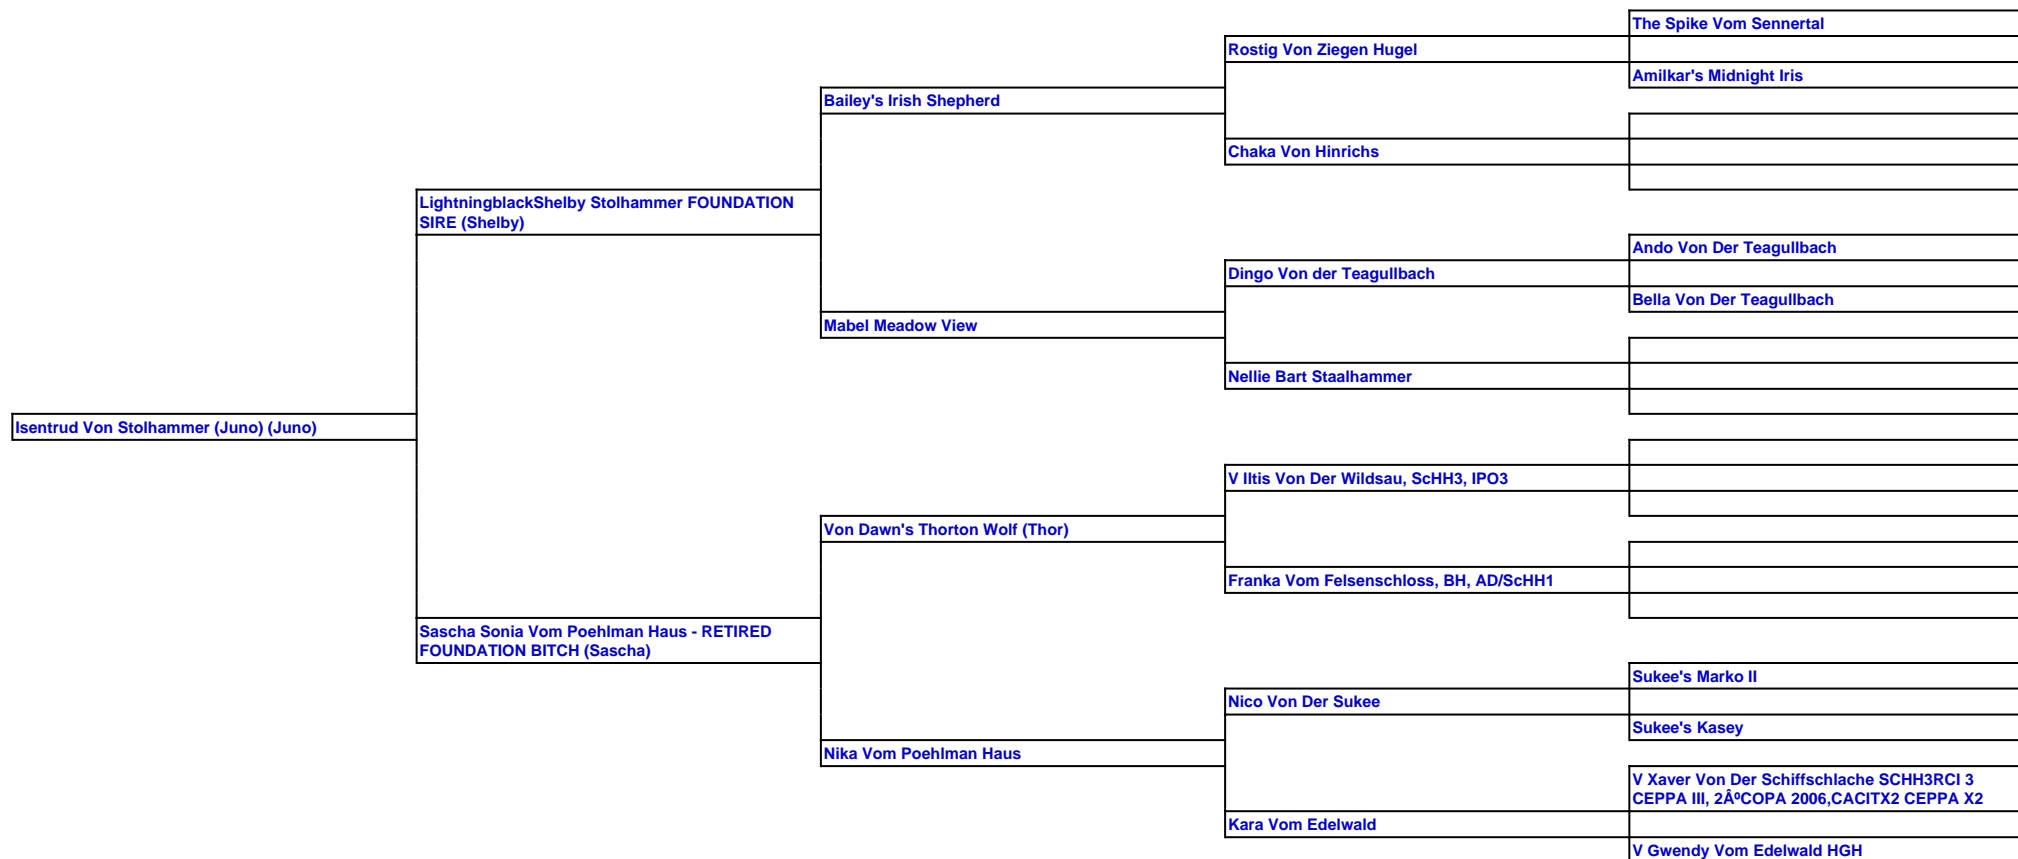 The Spike Vom Sennertal
Rostig Von Ziegen Hugel
Amilkar's Midnight Iris
Bailey's Irish Shepherd
Chaka Von Hinrichs
LightningblackShelby Stolhammer FOUNDATION
SIRE (Shelby)
Ando Von Der Teagullbach
Dingo Von der Teagullbach
Bella Von Der Teagullbach
Mabel Meadow View
Nellie Bart Staalhammer
Isentrud Von Stolhammer (Juno) (Juno)
V Iltis Von Der Wildsau, ScHH3, IPO3
Von Dawn's Thorton Wolf (Thor)
Franka Vom Felsenschloss, BH, AD/ScHH1
Sascha Sonia Vom Poehlman Haus - RETIRED
FOUNDATION BITCH (Sascha)
Sukee's Marko II
Nico Von Der Sukee
Sukee's Kasey
Nika Vom Poehlman Haus
V Xaver Von Der Schiffschlache SCHH3RCI 3
CEPPA III, 2ÂºCOPA 2006,CACITX2 CEPPA X2
Kara Vom Edelwald
V Gwendy Vom Edelwald HGH